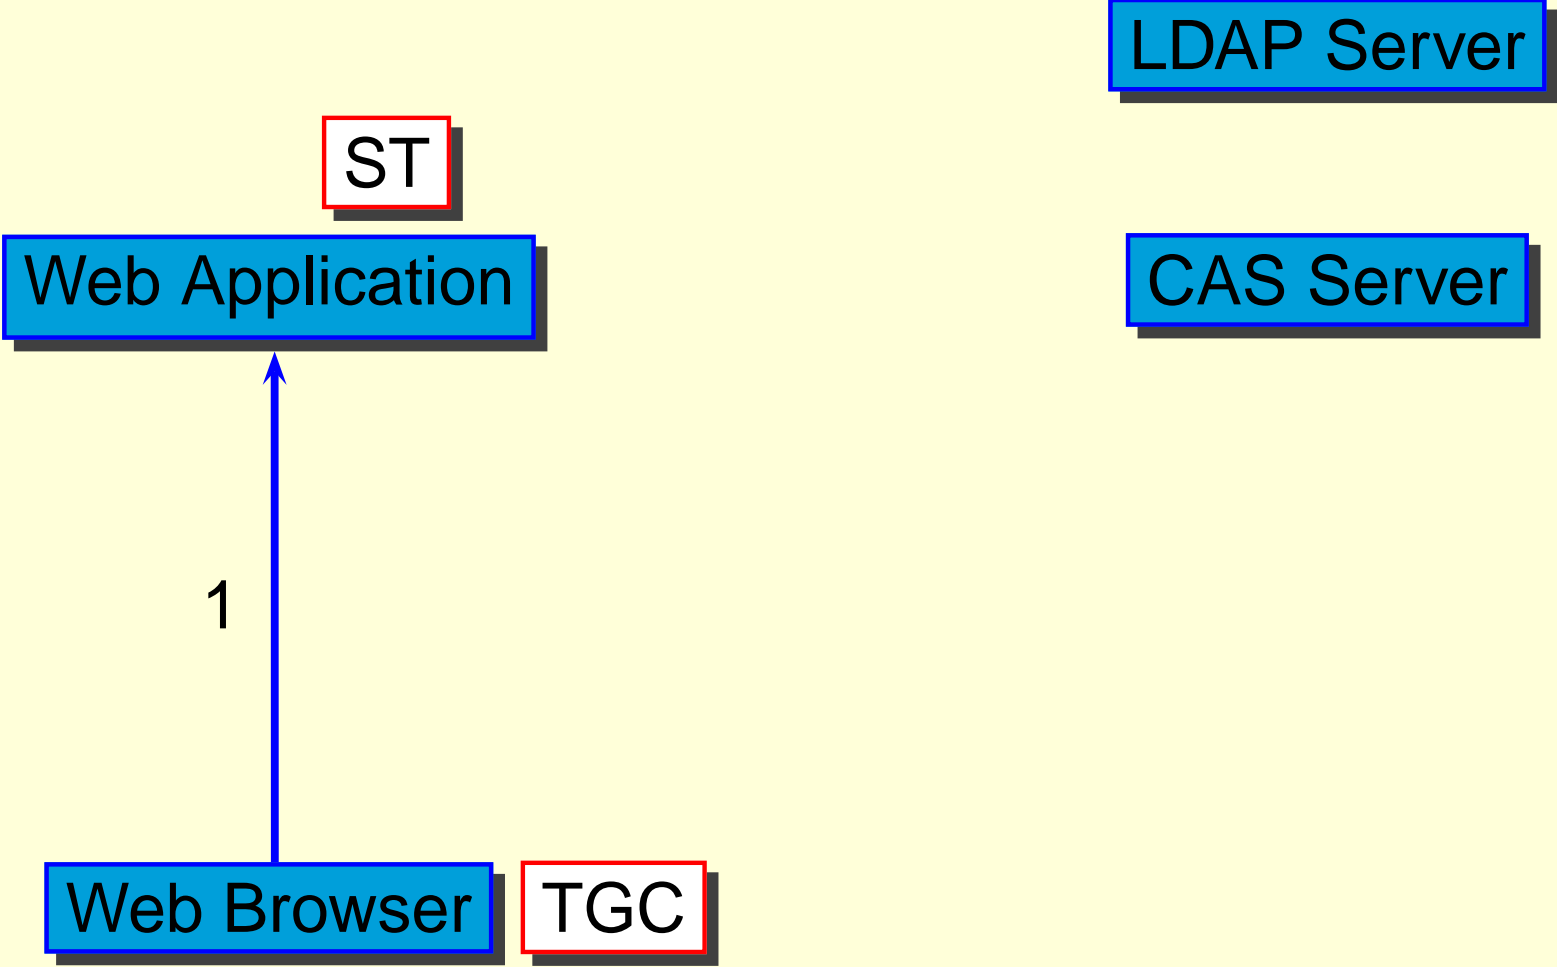 LDAP Server
ST
Web Application
CAS Server
1
Web Browser
TGC